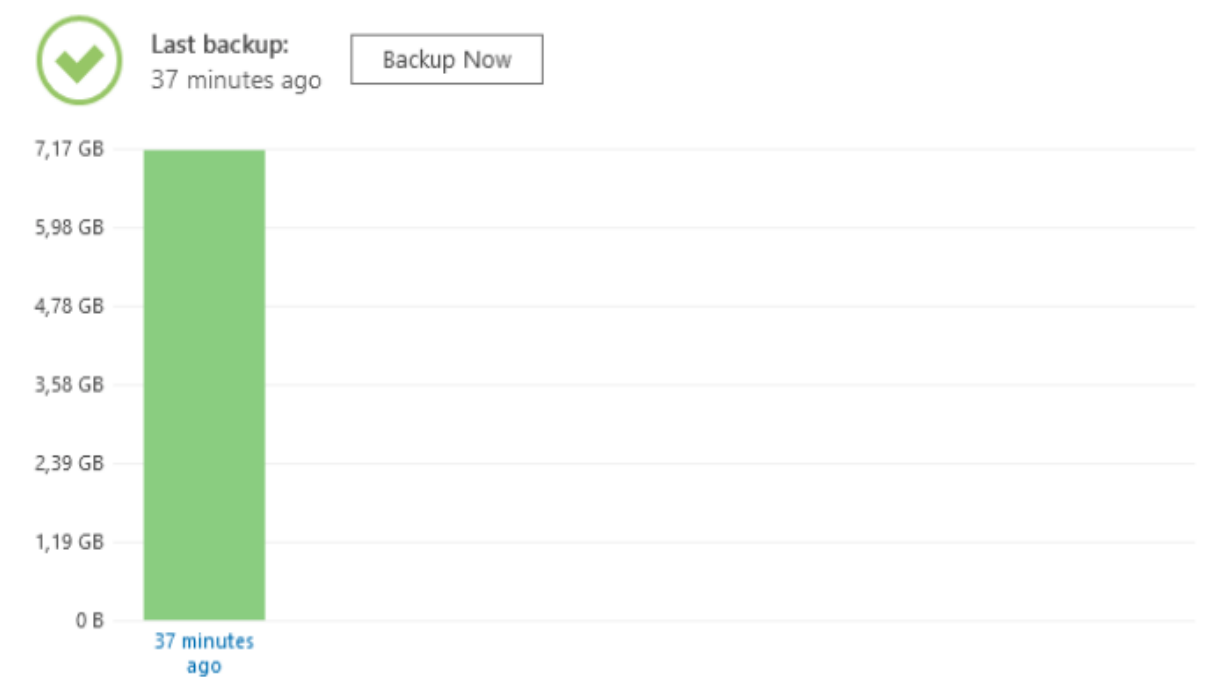 Last backup:
37 minutes ago
Backup Now
7,17 GB
5,98 GB
4,78 GB
3,58 GB
2,39 GB
1,19 GB
0 B
37 minutes
ago